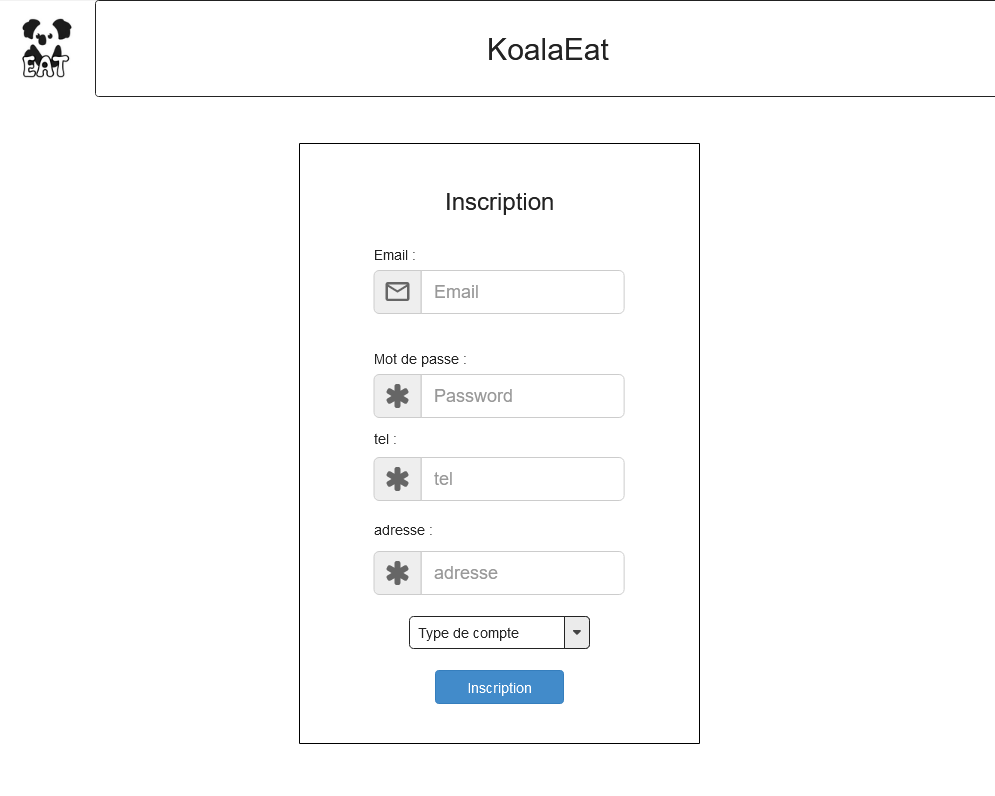 EAT
KoalaEat
Inscription
Email :
Email
Mot de passe :
Password
tel :
tel
adresse :
adresse
Type de compte
Inscription